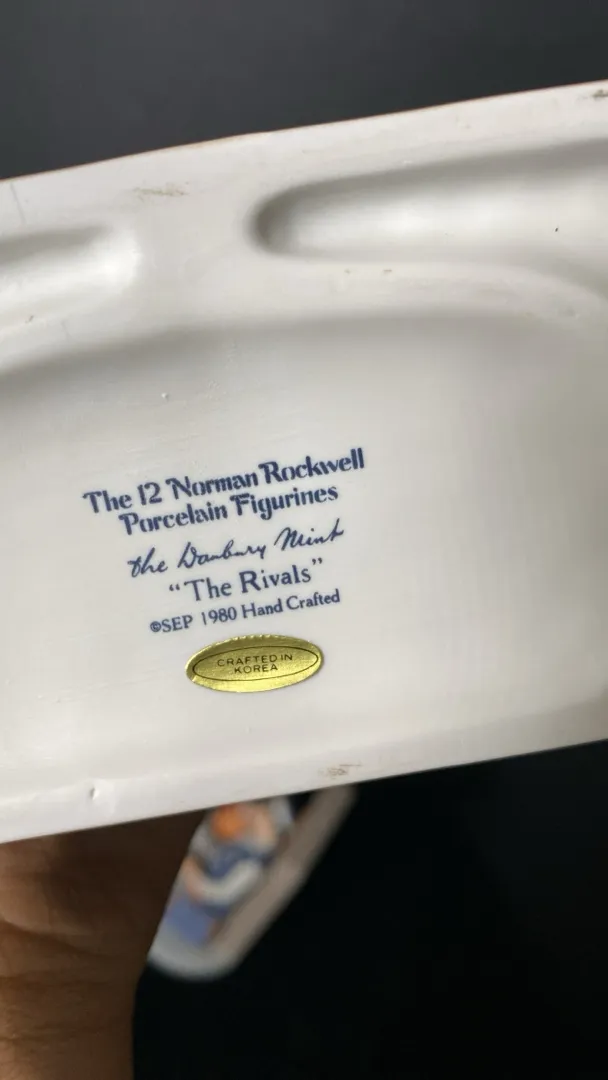 The 12 Norman Rockwell
Porcelain Figurines
the Danbury Mint
“The Rivals”
©SEP 1980 Hand Crafted
CRAFTED IN
KOREA